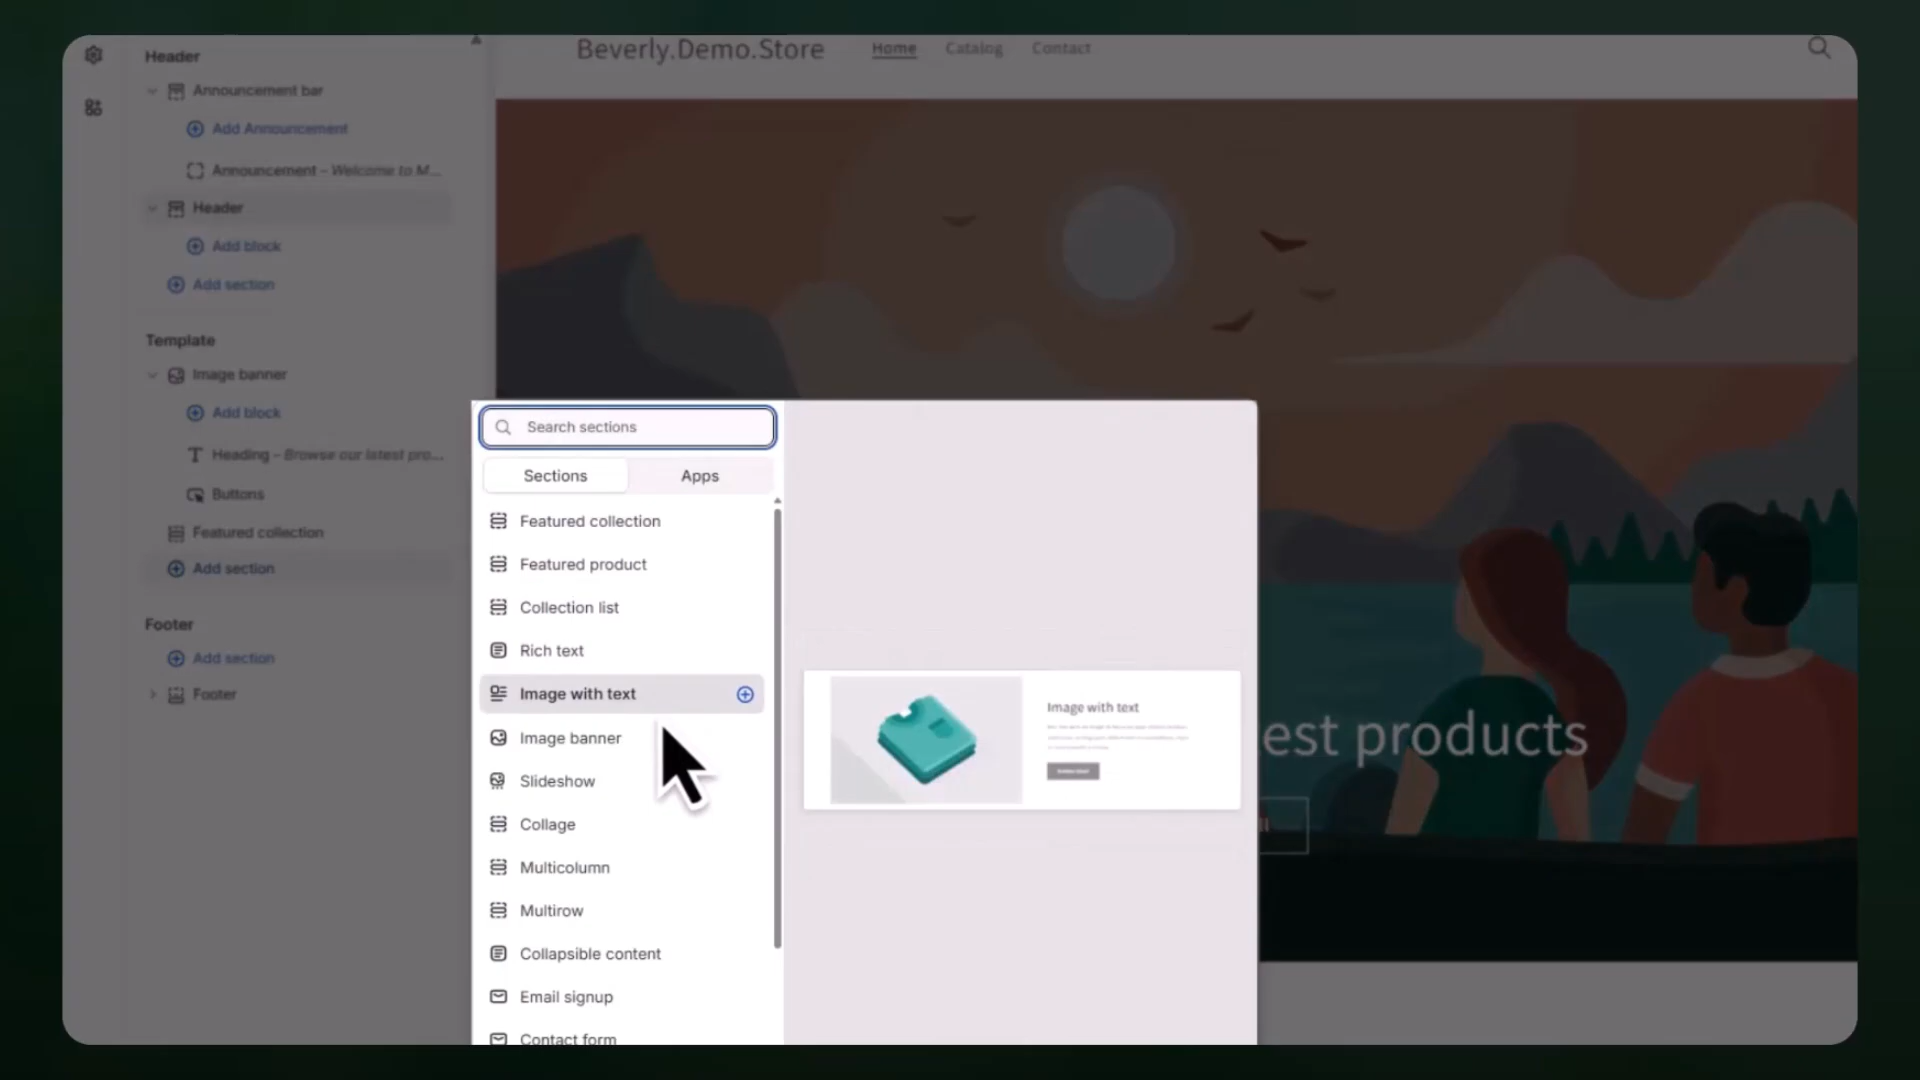 Header
Announcement bar
Add Announcement
Announcement – Welcome to M...
Header
Add block
Add section
Template
Image banner
Add block
Heading – Browse our latest pro...
Buttons
Featured collection
Add section
Footer
Add section
Footer
Beverly.Demo.Store
Home Catalog Contact
Search sections
Sections Apps
Featured collection
Featured product
Collection list
Rich text
Image with text
Image banner
Slideshow
Collage
Multicolumn
Multirow
Collapsible content
Email signup
Contact form
Image with text
est products